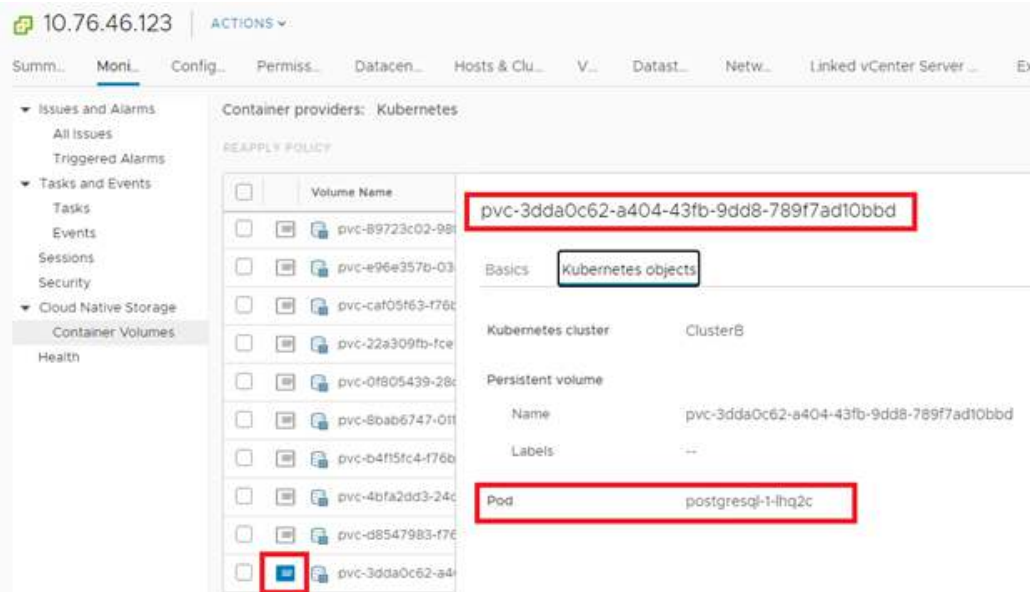 10.76.46.123 ACTIONS
Summ... Moni... Config... Permiss... Datacen... Hosts & Clu... V... Datast... Netw... Linked vCenter Server ... Ex
Issues and Alarms
All Issues
Triggered Alarms
Tasks and Events
Tasks
Events
Sessions
Security
Cloud Native Storage
Container Volumes
Health
Container providers: Kubernetes
REAPPLY POLICY
Volume Name
pvc-89723c02-98
pvc-e96e357b-03
pvc-caf05f63-f76b
pvc-22a309fb-fce
pvc-0f805439-28
pvc-8bab6747-011
pvc-b4f15fc4-f76b
pvc-4bfa2dd3-24
pvc-d8547983-f76
pvc-3dda0c62-a4
pvc-3dda0c62-a404-43fb-9dd8-789f7ad10bbd
Basics Kubernetes objects
Kubernetes cluster ClusterB
Persistent volume
Name pvc-3dda0c62-a404-43fb-9dd8-789f7ad10bbd
Labels --
Pod postgresql-1-lhq2c